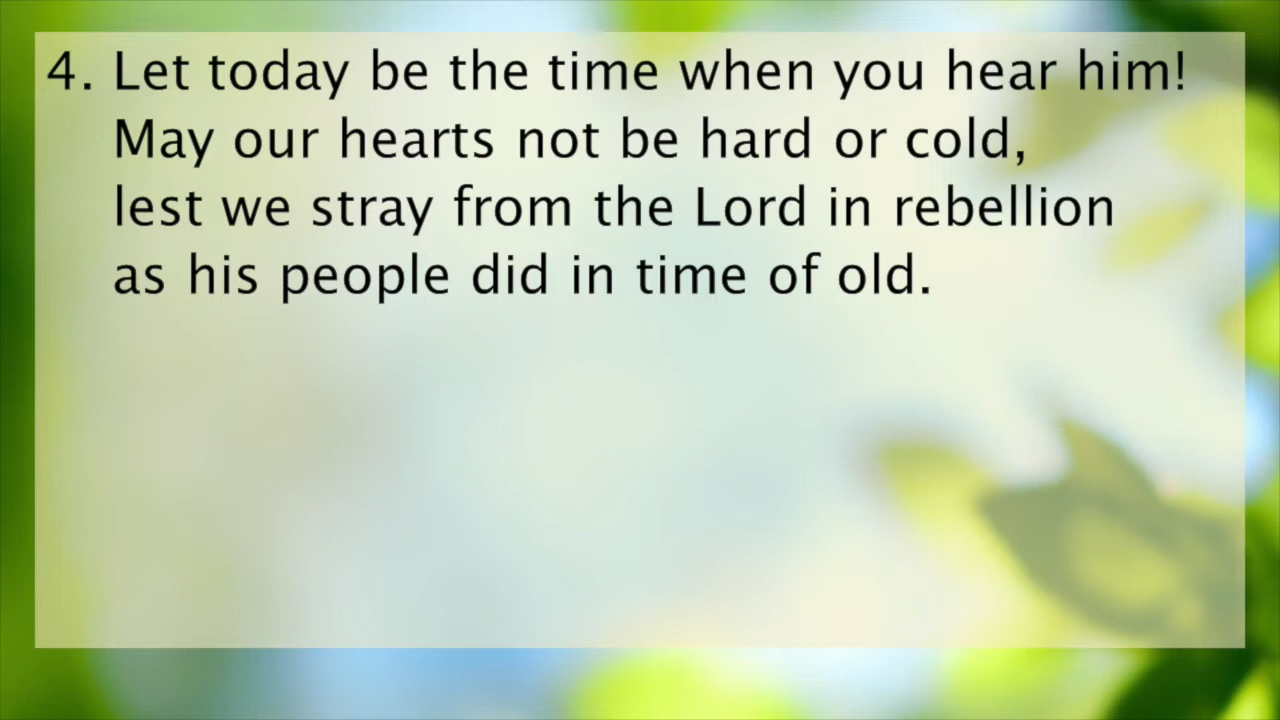 4. Let today be the time when you hear him!
May our hearts not be hard or cold,
lest we stray from the Lord in rebellion
as his people did in time of old.